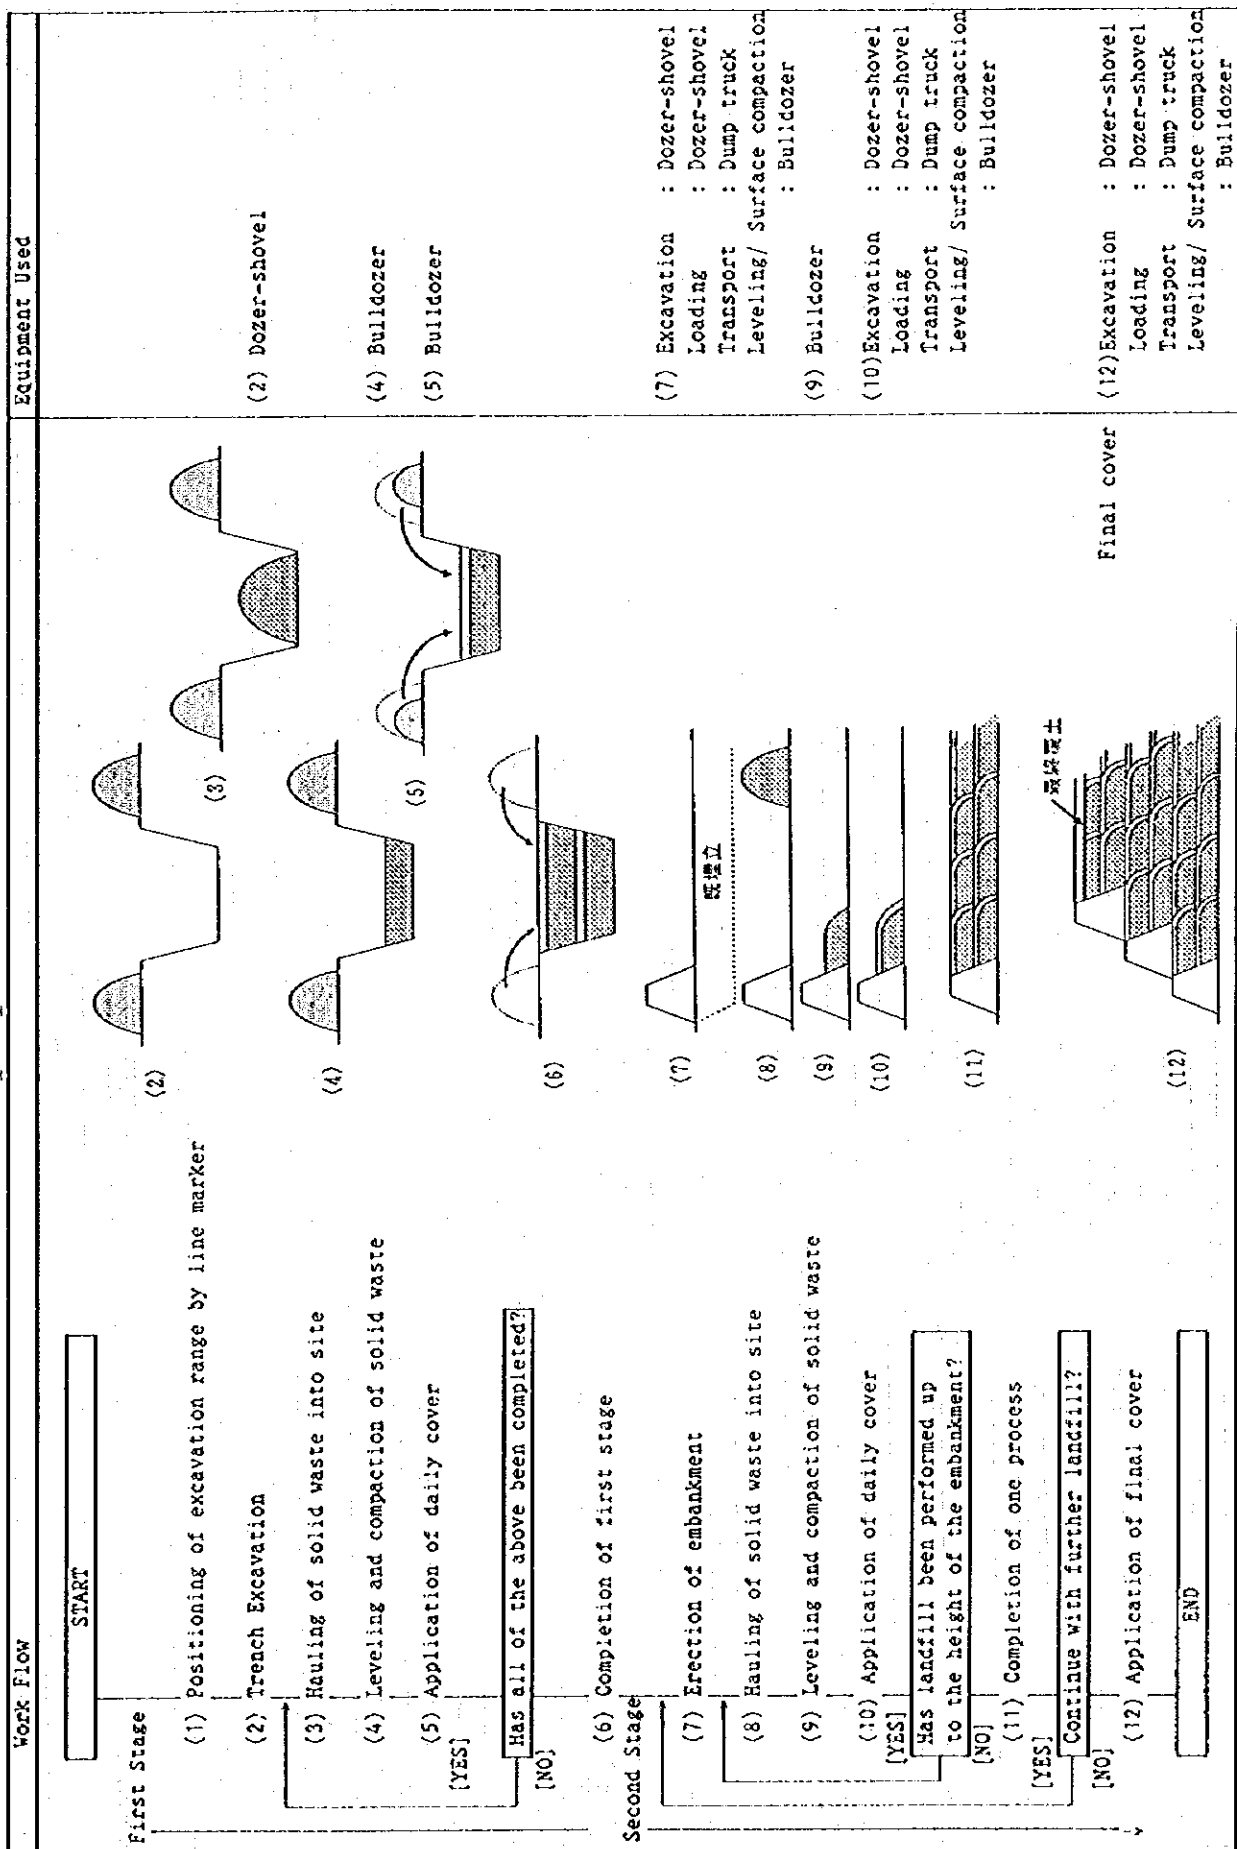 Work Flow
Equipment Used
START
First Stage
(1) Positioning of excavation range by line marker
(2) Trench Excavation
(3) Hauling of solid waste into site
(4) Leveling and compaction of solid waste
(5) Application of daily cover
[YES]
Has all of the above been completed?
[NO]
(6) Completion of first stage
Second Stage
(7) Erection of embankment
(8) Hauling of solid waste into site
(9) Leveling and compaction of solid waste
(10) Application of daily cover
[YES]
Has landfill been performed up
to the height of the embankment?
[NO]
(11) Completion of one process
[YES]
Continue with further landfill?
[NO]
(12) Application of final cover
END
(2)
(3)
(4)
(5)
(6)
(7)
既埋立
(8)
(9)
(10)
(11)
最終覆土
(12)
Final cover
(2) Dozer-shovel
(4) Bulldozer
(5) Bulldozer
(7) Excavation : Dozer-shovel
Loading : Dozer-shovel
Transport : Dump truck
Leveling/ Surface compaction
: Bulldozer
(9) Bulldozer
(10)Excavation : Dozer-shovel
Loading : Dozer-shovel
Transport : Dump truck
Leveling/ Surface compaction
: Bulldozer
(12)Excavation : Dozer-shovel
Loading : Dozer-shovel
Transport : Dump truck
Leveling/ Surface compaction
: Bulldozer